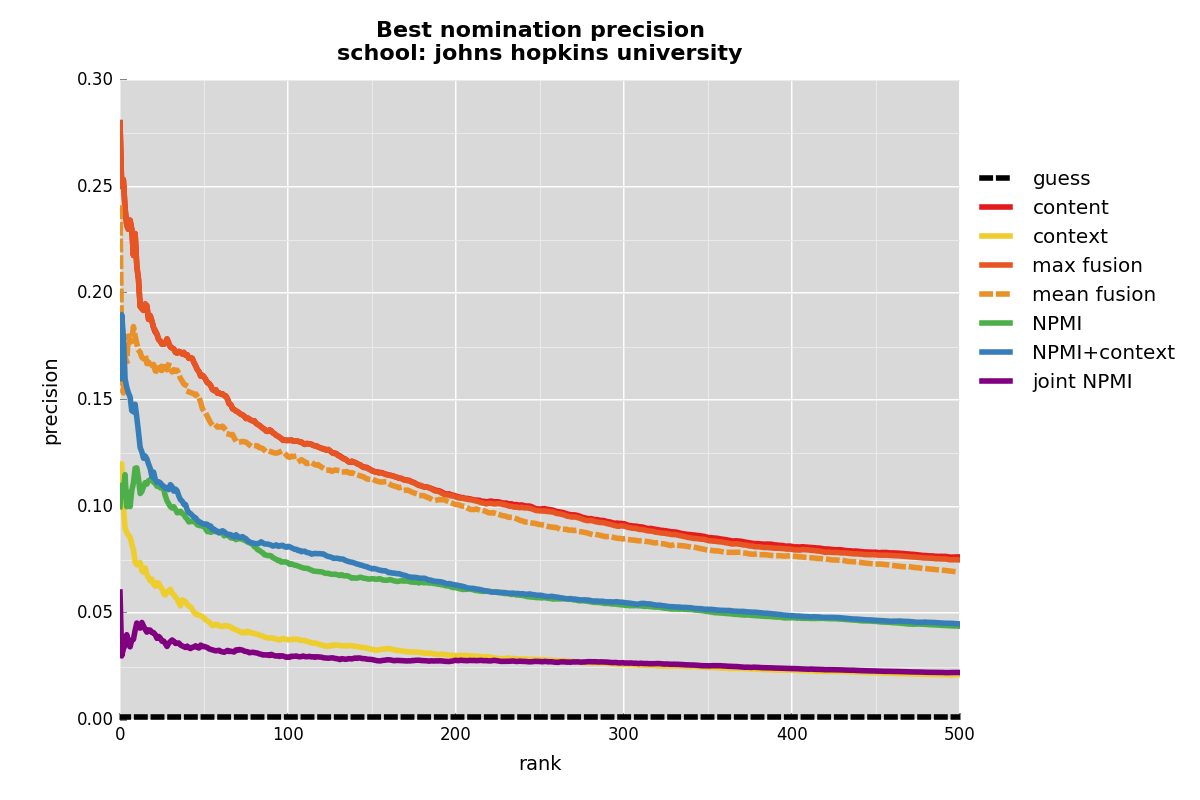 Best nomination precision
school: johns hopkins university
precision
0.30
0.25
0.20
0.15
0.10
0.05
0.00
0 100 200 300 400 500
rank
guess
content
context
max fusion
mean fusion
NPMI
NPMI+context
joint NPMI